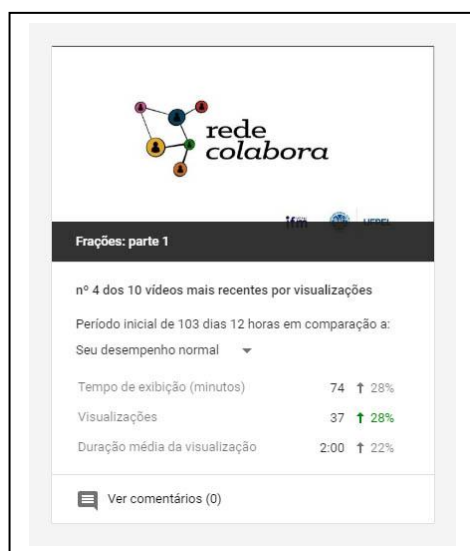 rede
colabora
ifm UFPEL
Frações: parte 1
nº 4 dos 10 vídeos mais recentes por visualizações
Período inicial de 103 dias 12 horas em comparação a:
Seu desempenho normal
Tempo de exibição (minutos) 74 28%
Visualizações 37 28%
Duração média da visualização 2:00 22%
Ver comentários (0)